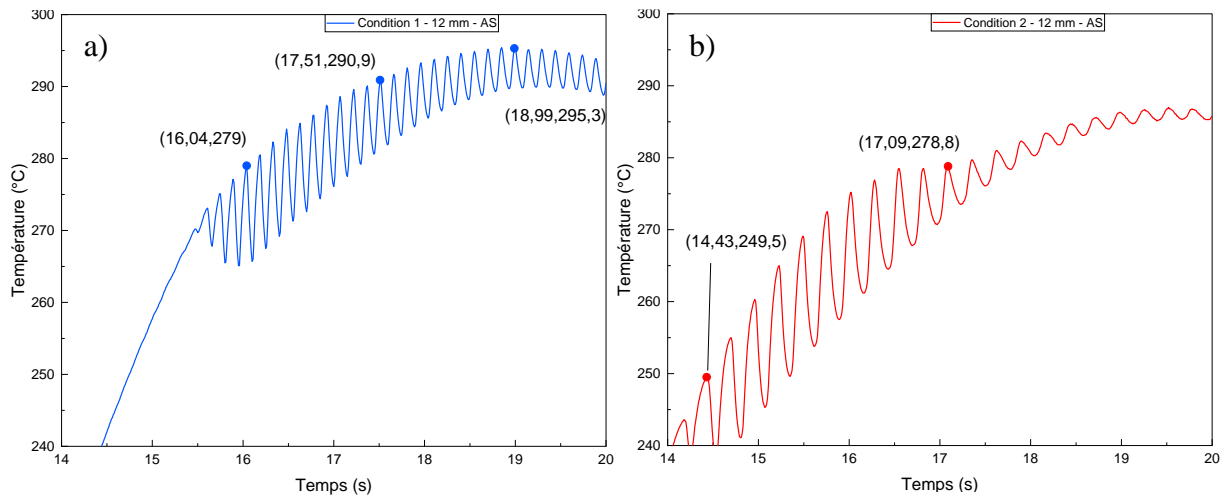 Condition 1 - 12 mm - AS
a)
(17,51,290,9)
(16,04,279)
(18,99,295,3)
300
290
280
270
260
250
240
Température (°C)
14 15 16 17 18 19 20
Temps (s)
Condition 2 - 12 mm - AS
b)
(17,09,278,8)
(14,43,249,5)
300
290
280
270
260
250
240
Température (°C)
14 15 16 17 18 19 20
Temps (s)